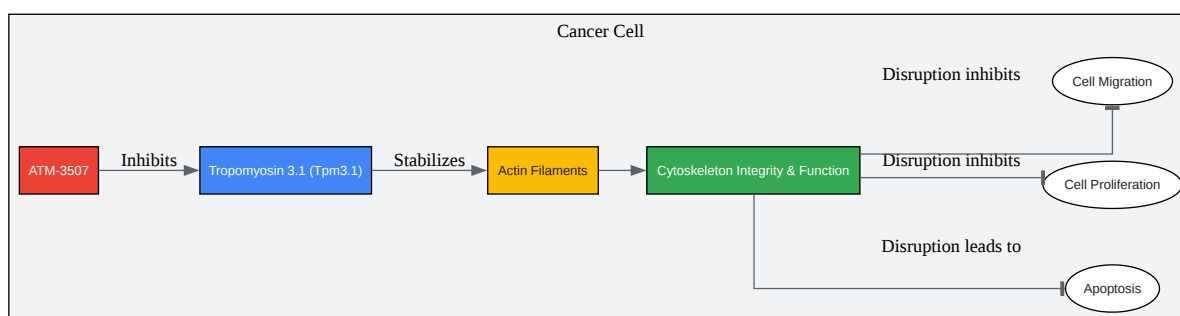 Cancer Cell
Disruption inhibits
Cell Migration
ATM-3507
Inhibits
Tropomyosin 3.1 (Tpm3.1)
Stabilizes
Actin Filaments
Cytoskeleton Integrity & Function
Disruption inhibits
Cell Proliferation
Disruption leads to
Apoptosis